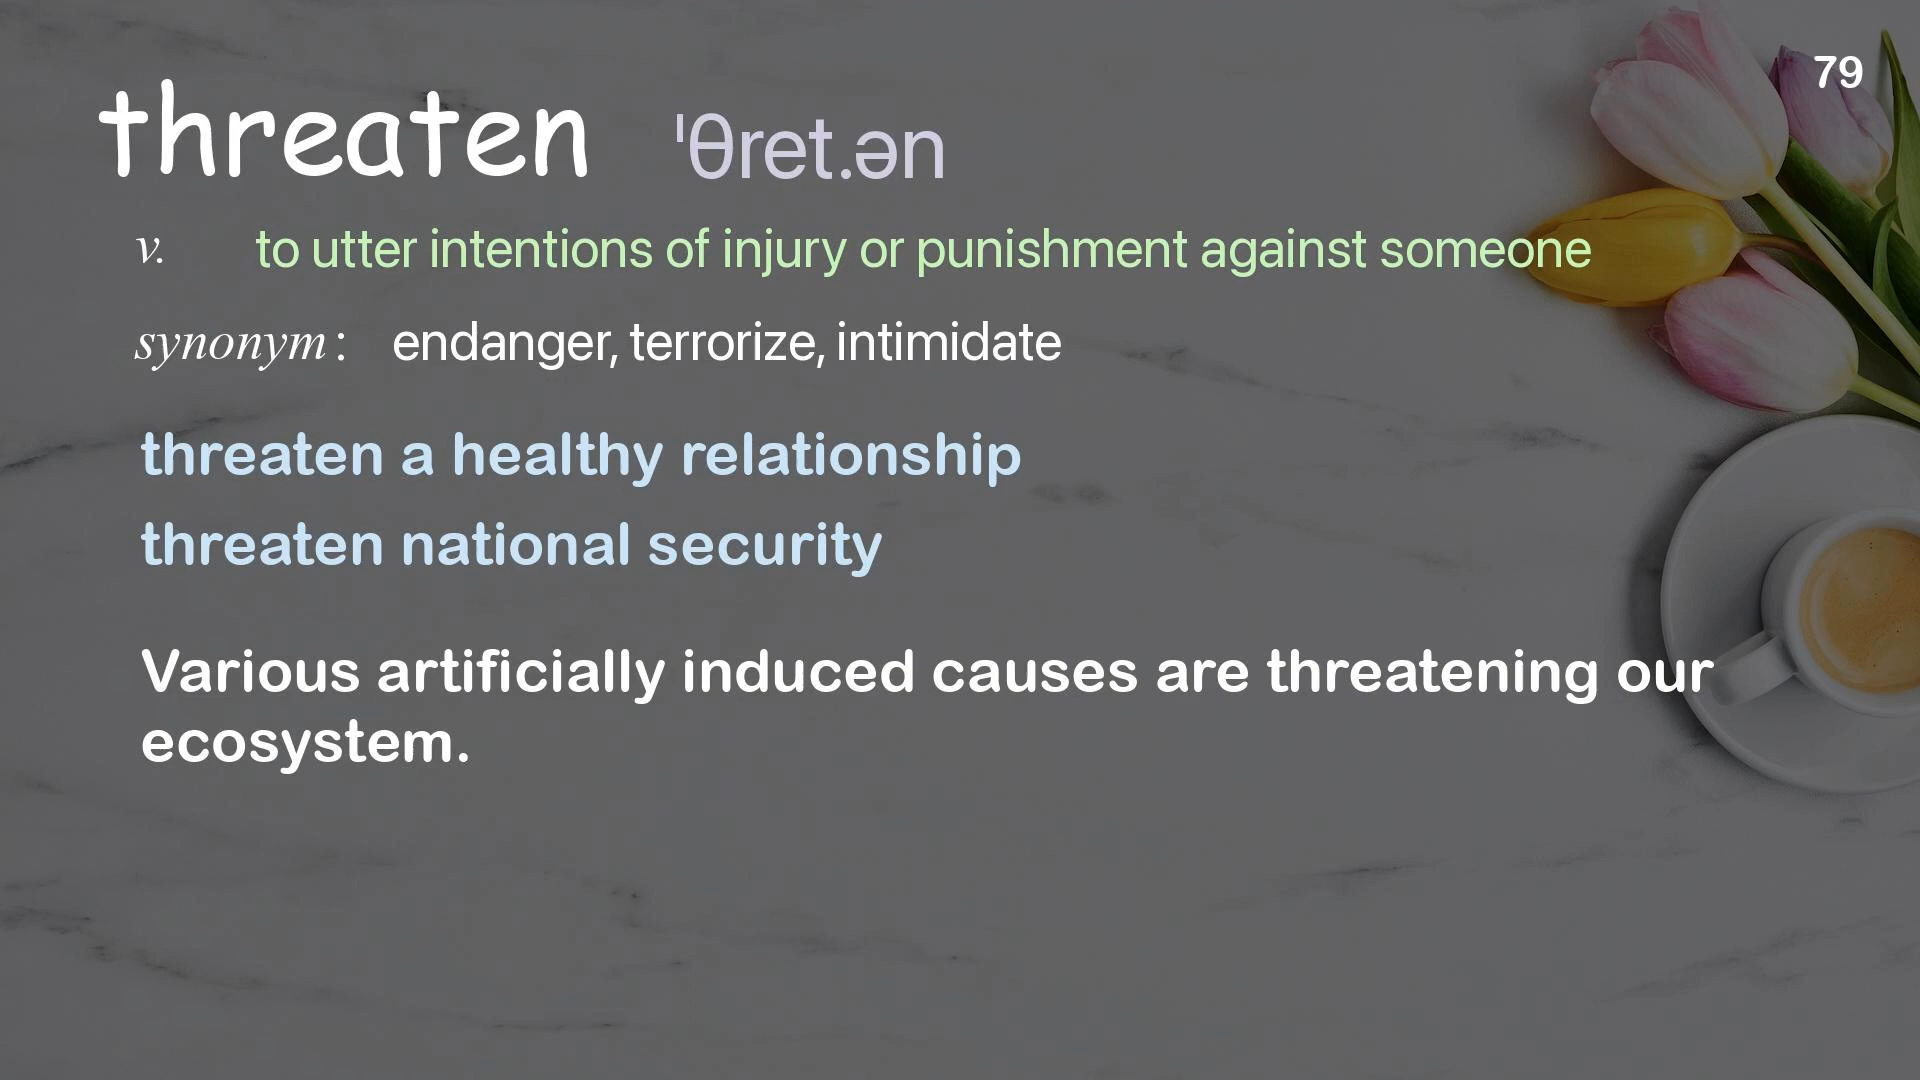 79
threaten ˈθret.ən
v. to utter intentions of injury or punishment against someone
synonym : endanger, terrorize, intimidate
threaten a healthy relationship
threaten national security
Various artificially induced causes are threatening our
ecosystem.